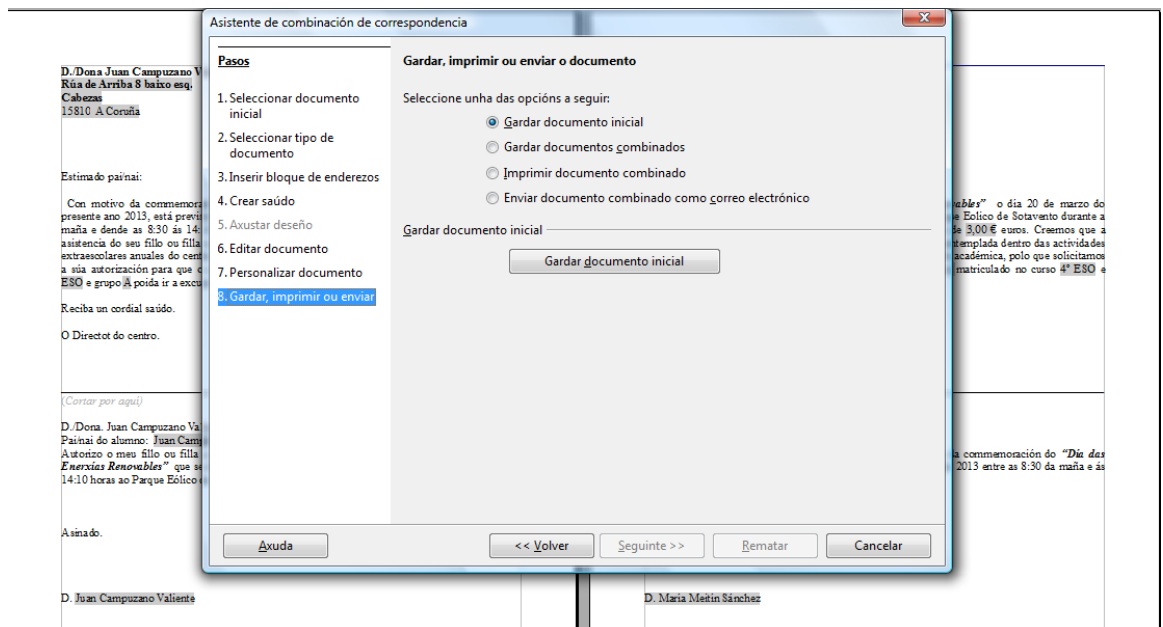 Asistente de combinación de correspondencia
Pasos
1. Seleccionar documento
inicial
2. Seleccionar tipo de
documento
3. Inserir bloque de enderezos
4. Crear saúdo
5. Axustar deseño
6. Editar documento
7. Personalizar documento
8. Gardar, imprimir ou enviar
Gardar, imprimir ou enviar o documento
Seleccione unha das opcións a seguir:
Gardar documento inicial
Gardar documentos combinados
Imprimir documento combinado
Enviar documento combinado como correo electrónico
Gardar documento inicial
Gardar documento inicial
Axuda
<< Volver
Seguinte >>
Rematar
Cancelar
D./Dona Juan Campuzano V
Rúa de Arriba 8 baixo esq.
Cabezas
15810 A Coruña
Estimado pai/nai:
Con motivo da commemora
presente ano 2013, está previ
maña e dende as 8:30 ás 14:
asistencia do seu fillo ou filla
extraescolares anuales do cent
a súa autorización para que
ESO e grupo A poida ir a excu
Reciba un cordial saúdo.
O Directot do centro.
(Cortar por aquí)
D./Dona. Juan Campuzano Va
Pai/nai do alumno: Juan Camp
Autorizo o meu fillo ou filla
Enerxías Renovables" que se
14:10 horas ao Parque Eólico
Asinado.
D. Juan Campuzano Valiente
ables" o día 20 de marzo do
e Eolico de Sotavento durante a
de 3,00 € euros. Creemos que a
templada dentro das actividades
académica, polo que solicitamos
matriculado no curso 4º ESO e
a commemoración do "Día das
2013 entre as 8:30 da maña e ás
D. Maria Meitin Sánchez